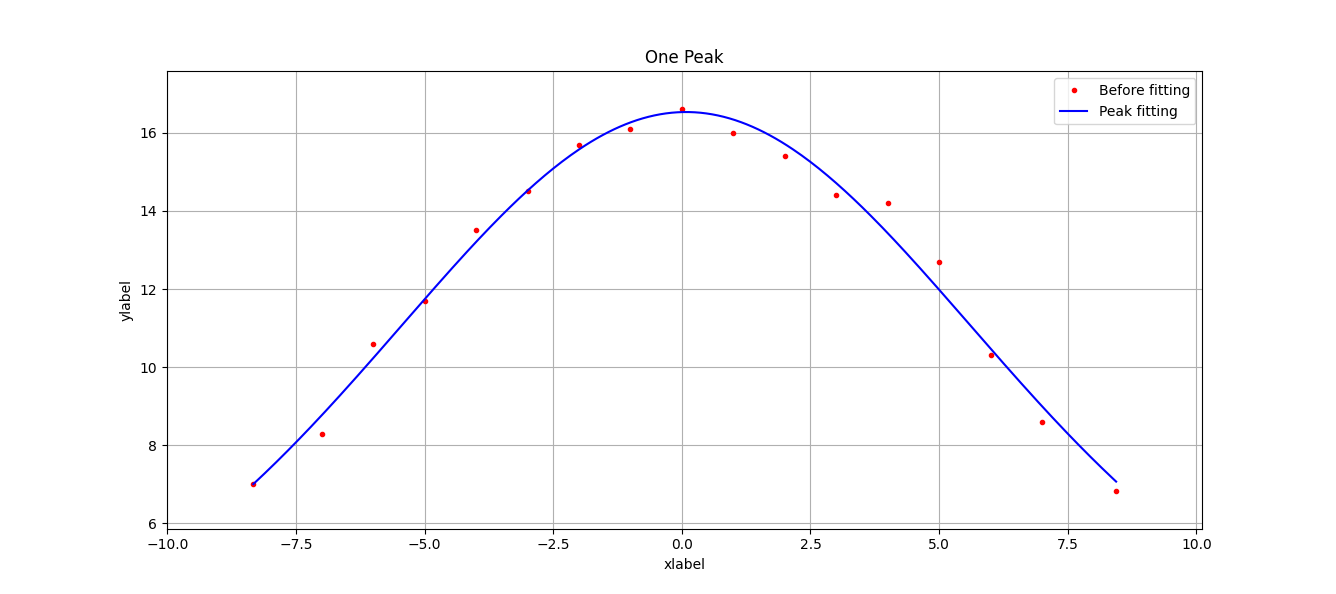 One Peak
Before fitting
Peak fitting
16
14
12
10
8
6
ylabel
−10.0 −7.5 −5.0 −2.5 0.0 2.5 5.0 7.5 10.0
xlabel